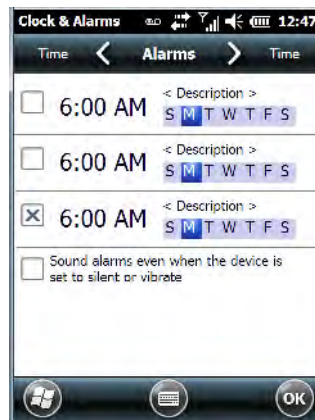 Clock & Alarms 12:47
Time Alarms Time
6:00 AM < Description >
S M T W T F S
6:00 AM < Description >
S M T W T F S
6:00 AM < Description >
S M T W T F S
Sound alarms even when the device is
set to silent or vibrate
OK